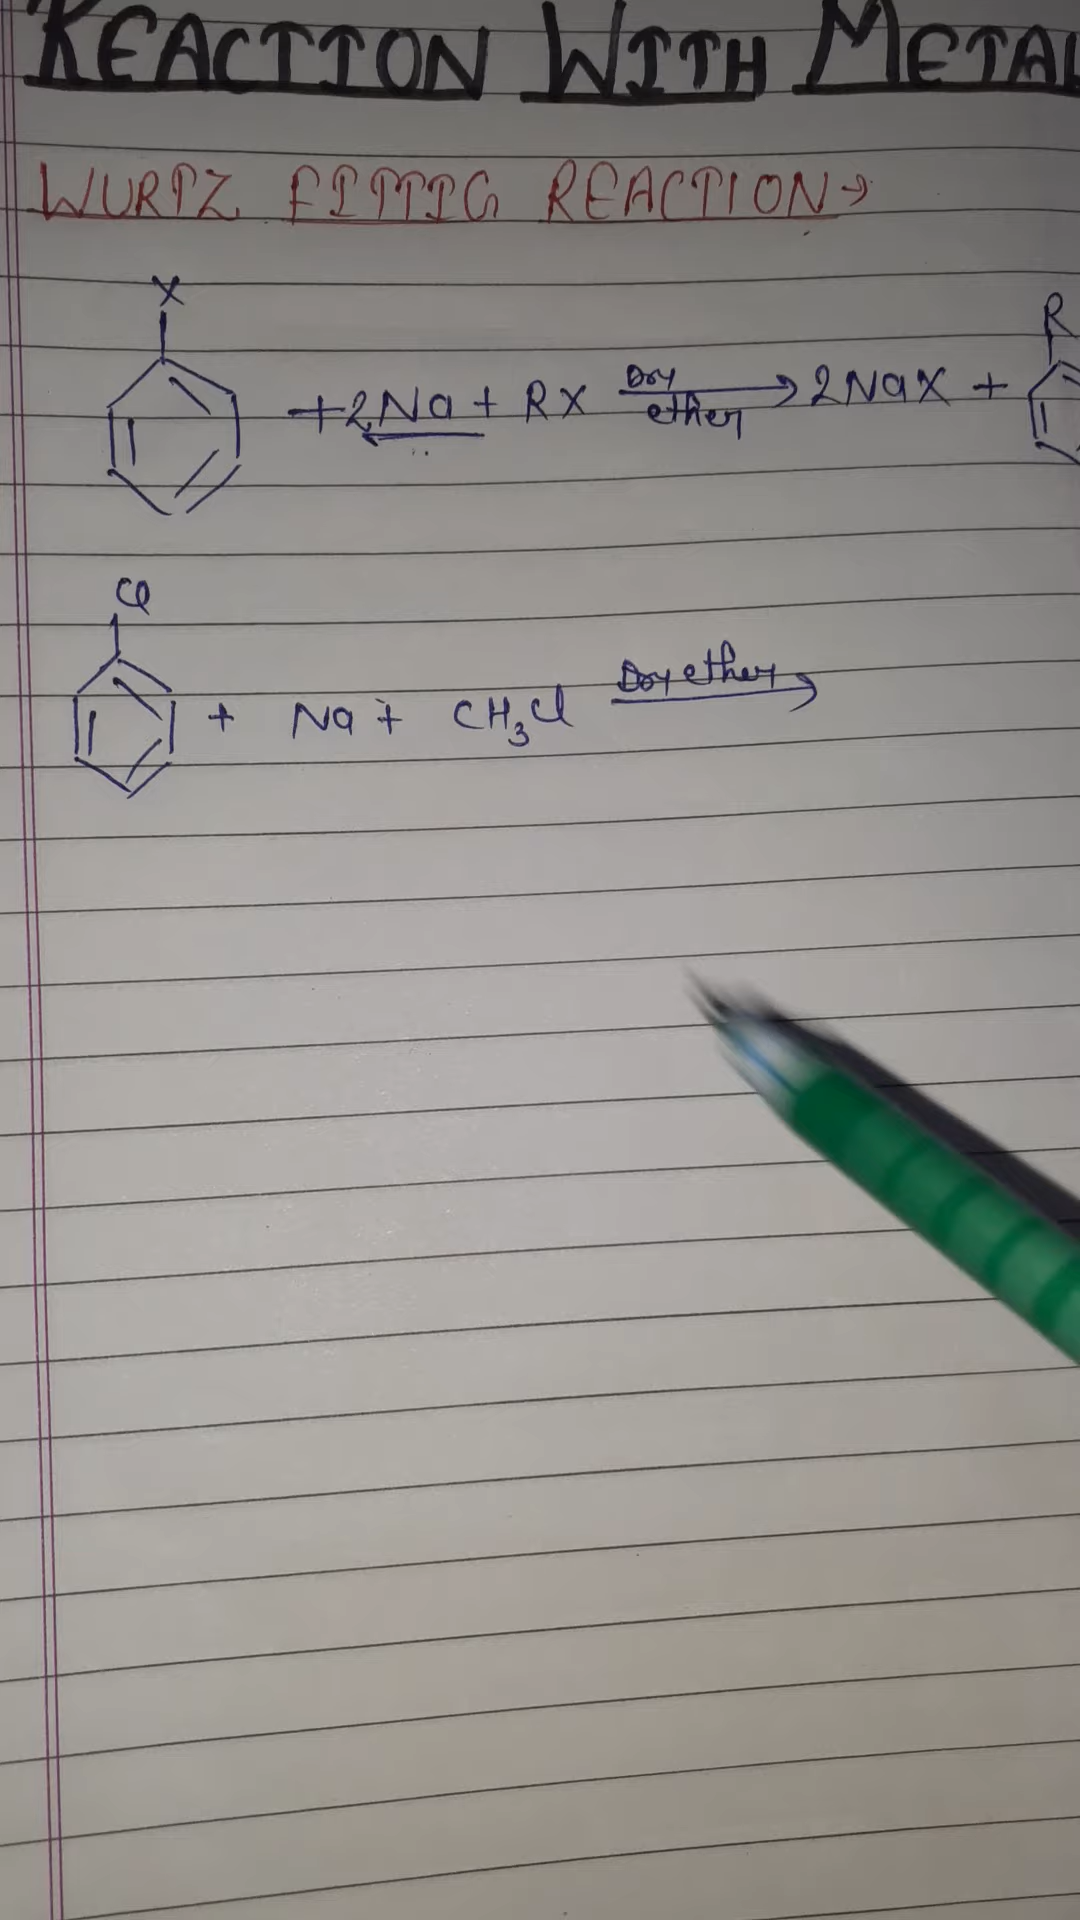 REACTION WITH METAL
WURTZ FITTIG REACTION→
X
+2Na + RX Dry ether → 2NaX +
R
Cl
+ Na + CH3Cl Dry ether →